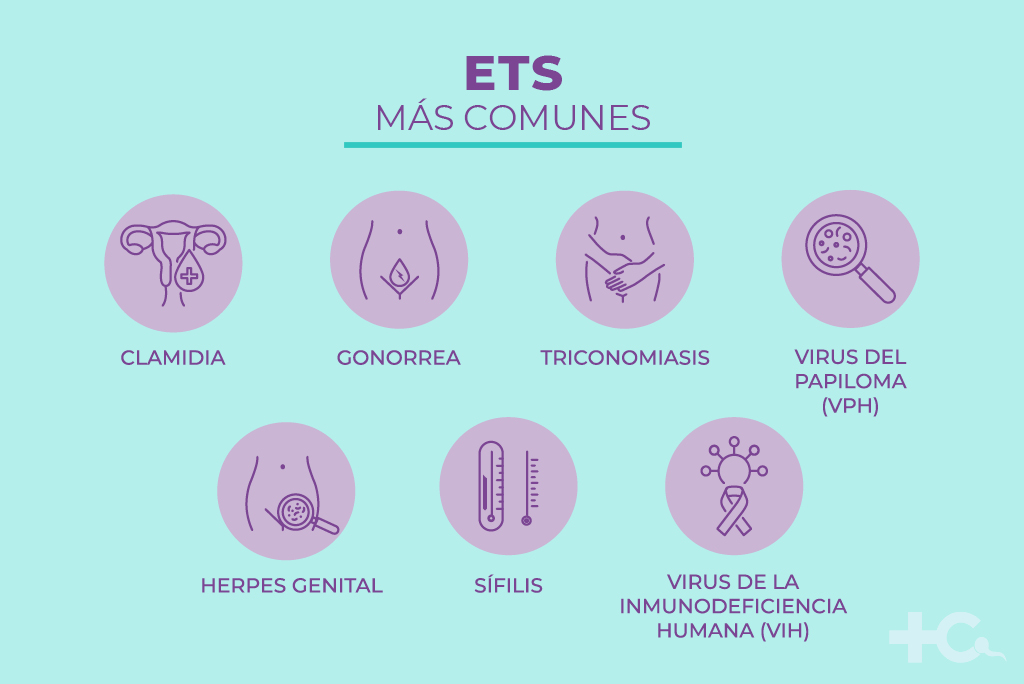 ETS
MÁS COMUNES
CLAMIDIA
GONORREA
TRICONOMIASIS
VIRUS DEL
PAPILOMA
(VPH)
HERPES GENITAL
SÍFILIS
VIRUS DE LA
INMUNODEFICIENCIA
HUMANA (VIH)
+C